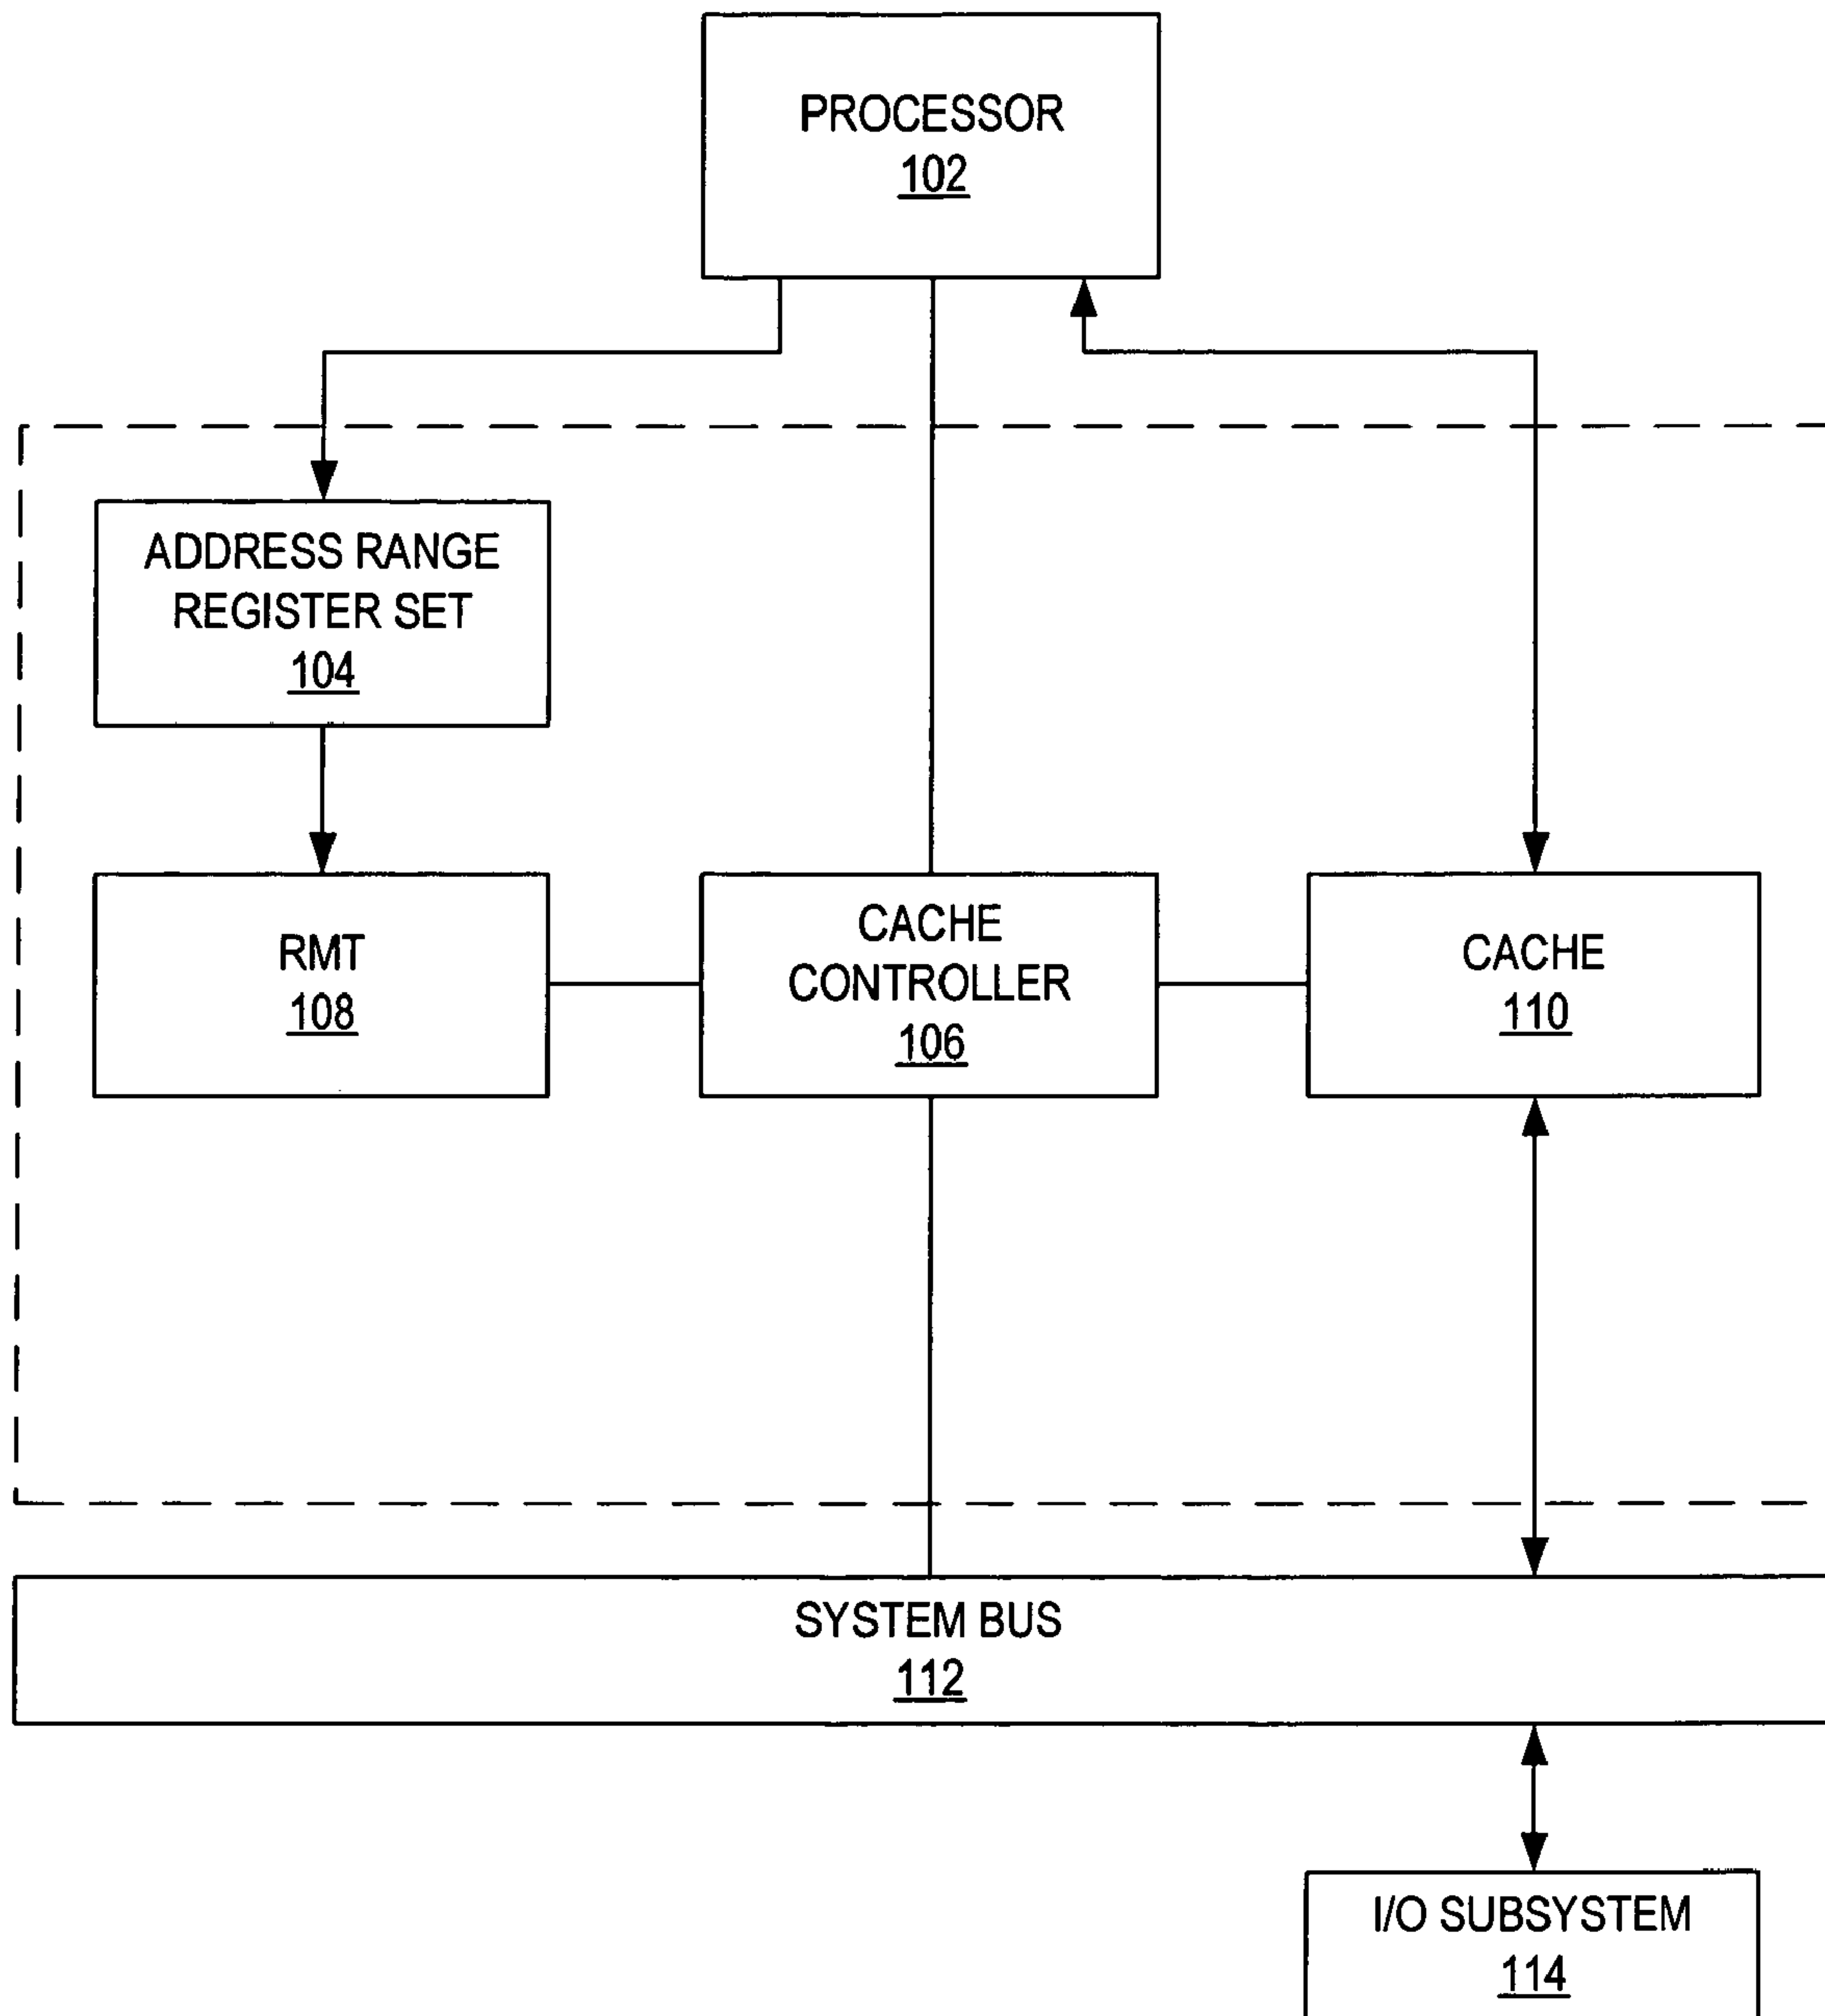 PROCESSOR
102
ADDRESS RANGE
REGISTER SET
104
RMT
108
CACHE
CONTROLLER
106
CACHE
110
SYSTEM BUS
112
I/O SUBSYSTEM
114